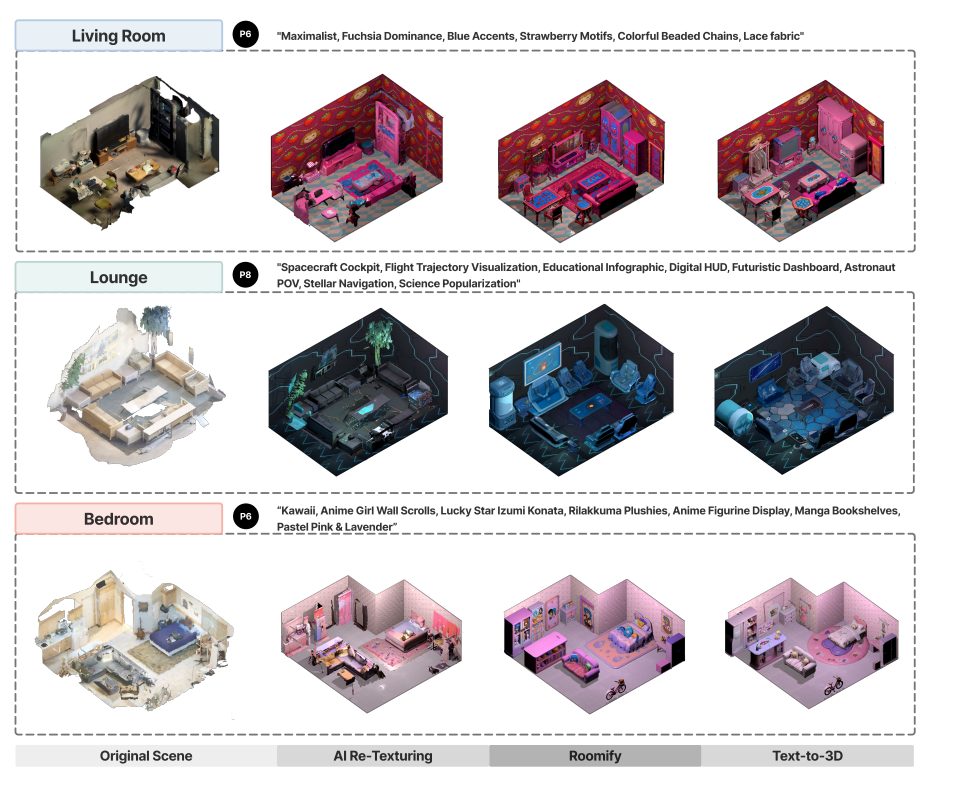 Living Room
P6
"Maximalist, Fuchsia Dominance, Blue Accents, Strawberry Motifs, Colorful Beaded Chains, Lace fabric"
Lounge
P8
"Spacecraft Cockpit, Flight Trajectory Visualization, Educational Infographic, Digital HUD, Futuristic Dashboard, Astronaut
POV, Stellar Navigation, Science Popularization"
Bedroom
P6
“Kawaii, Anime Girl Wall Scrolls, Lucky Star Izumi Konata, Rilakkuma Plushies, Anime Figurine Display, Manga Bookshelves,
Pastel Pink & Lavender”
Original Scene
AI Re-Texturing
Roomify
Text-to-3D